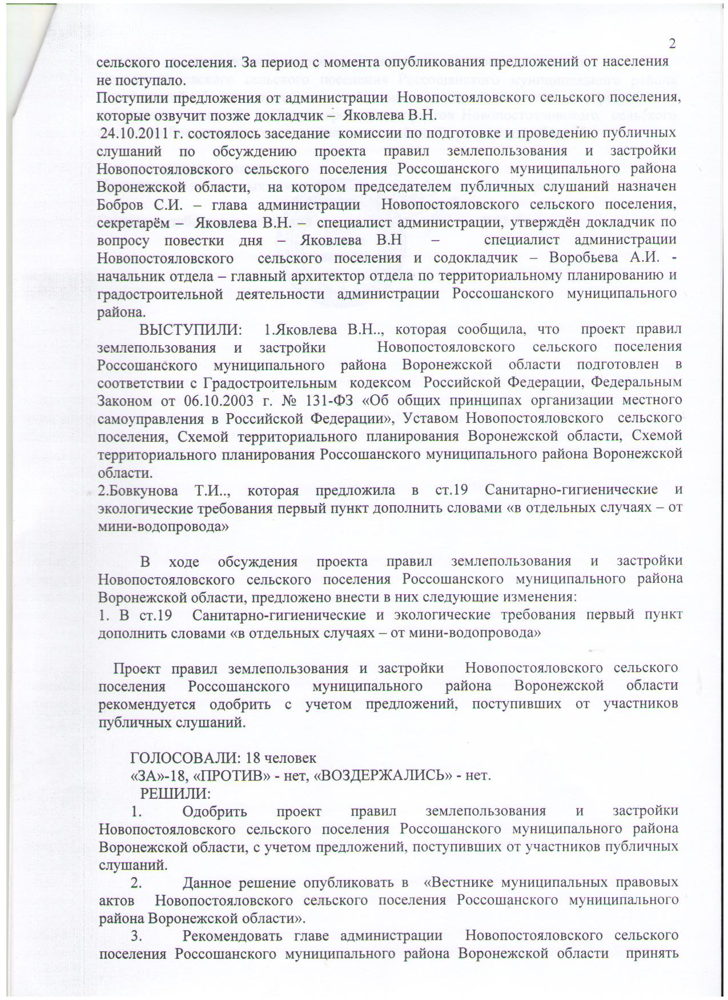 2
сельского поселения. За период с момента опубликования предложений от населения
не поступало.
Поступили предложения от администрации Новопостояловского сельского поселения,
которые озвучит позже докладчик – Яковлева В.Н.
24.10.2011 г. состоялось заседание комиссии по подготовке и проведению публичных
слушаний по обсуждению проекта правил землепользования и застройки
Новопостояловского сельского поселения Россошанского муниципального района
Воронежской области, на котором председателем публичных слушаний назначен
Бобров С.И. – глава администрации Новопостояловского сельского поселения,
секретарём – Яковлева В.Н. – специалист администрации, утверждён докладчик по
вопросу повестки дня – Яковлева В.Н – специалист администрации
Новопостояловского сельского поселения и содокладчик – Воробьева А.И. -
начальник отдела – главный архитектор отдела по территориальному планированию и
градостроительной деятельности администрации Россошанского муниципального
района.
ВЫСТУПИЛИ: 1.Яковлева В.Н.., которая сообщила, что проект правил
землепользования и застройки Новопостояловского сельского поселения
Россошанского муниципального района Воронежской области подготовлен в
соответствии с Градостроительным кодексом Российской Федерации, Федеральным
Законом от 06.10.2003 г. № 131-ФЗ «Об общих принципах организации местного
самоуправления в Российской Федерации», Уставом Новопостояловского сельского
поселения, Схемой территориального планирования Воронежской области, Схемой
территориального планирования Россошанского муниципального района Воронежской
области.
2.Бовкунова Т.И.., которая предложила в ст.19 Санитарно-гигиенические и
экологические требования первый пункт дополнить словами «в отдельных случаях – от
мини-водопровода»
В ходе обсуждения проекта правил землепользования и застройки
Новопостояловского сельского поселения Россошанского муниципального района
Воронежской области, предложено внести в них следующие изменения:
1. В ст.19 Санитарно-гигиенические и экологические требования первый пункт
дополнить словами «в отдельных случаях – от мини-водопровода»
Проект правил землепользования и застройки Новопостояловского сельского
поселения Россошанского муниципального района Воронежской области
рекомендуется одобрить с учетом предложений, поступивших от участников
публичных слушаний.
ГОЛОСОВАЛИ: 18 человек
«ЗА»-18, «ПРОТИВ» - нет, «ВОЗДЕРЖАЛИСЬ» - нет.
РЕШИЛИ:
1. Одобрить проект правил землепользования и застройки
Новопостояловского сельского поселения Россошанского муниципального района
Воронежской области, с учетом предложений, поступивших от участников публичных
слушаний.
2. Данное решение опубликовать в «Вестнике муниципальных правовых
актов Новопостояловского сельского поселения Россошанского муниципального
района Воронежской области».
3. Рекомендовать главе администрации Новопостояловского сельского
поселения Россошанского муниципального района Воронежской области принять